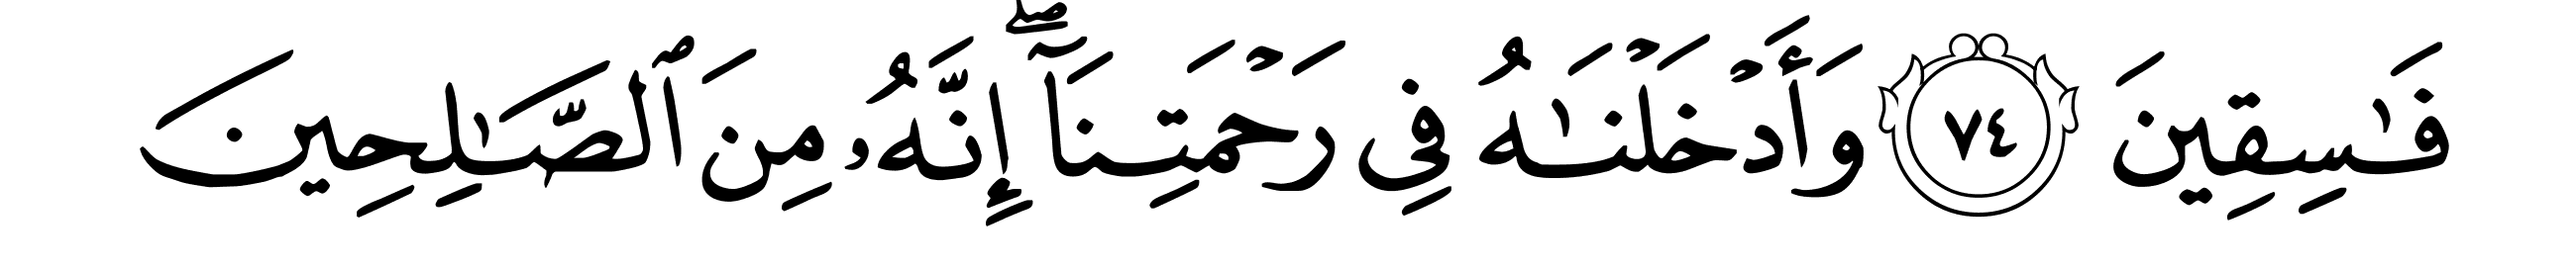 فَـٰسِقِينَ ٧٤ وَأَدۡخَلۡنَـٰهُ فِي رَحۡمَتِنَآۖ إِنَّهُۥ مِنَ ٱلصَّـٰلِحِينَ